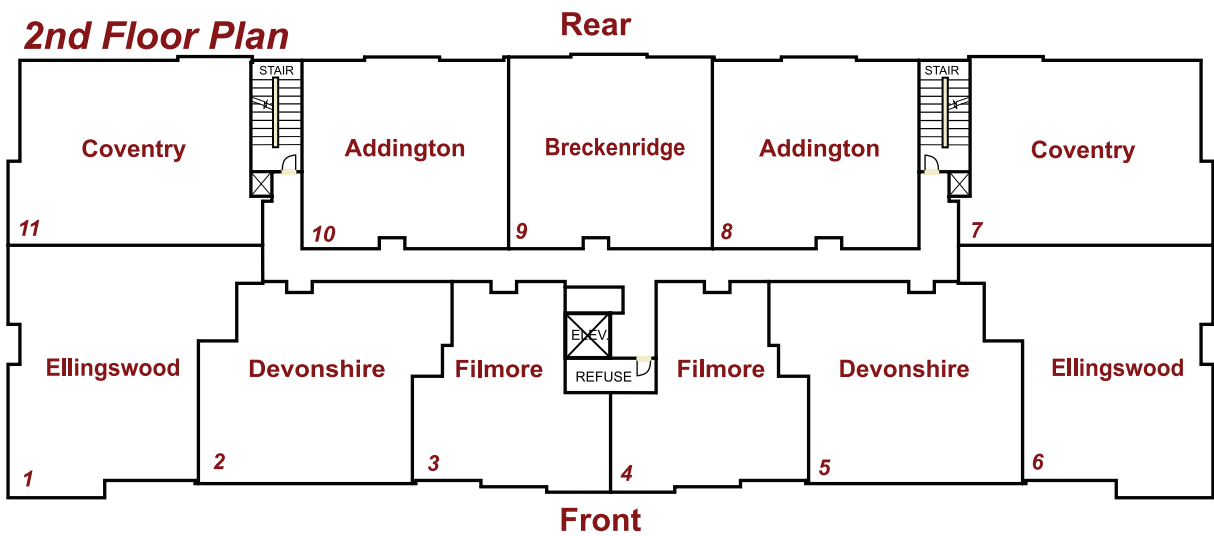 2nd Floor Plan
Rear
STAIR
STAIR
Coventry
Addington
Breckenridge
Addington
Coventry
11
10
9
8
7
Ellingswood
Devonshire
Filmore
ELEV.
REFUSE
Filmore
Devonshire
Ellingswood
1
2
3
4
5
6
Front